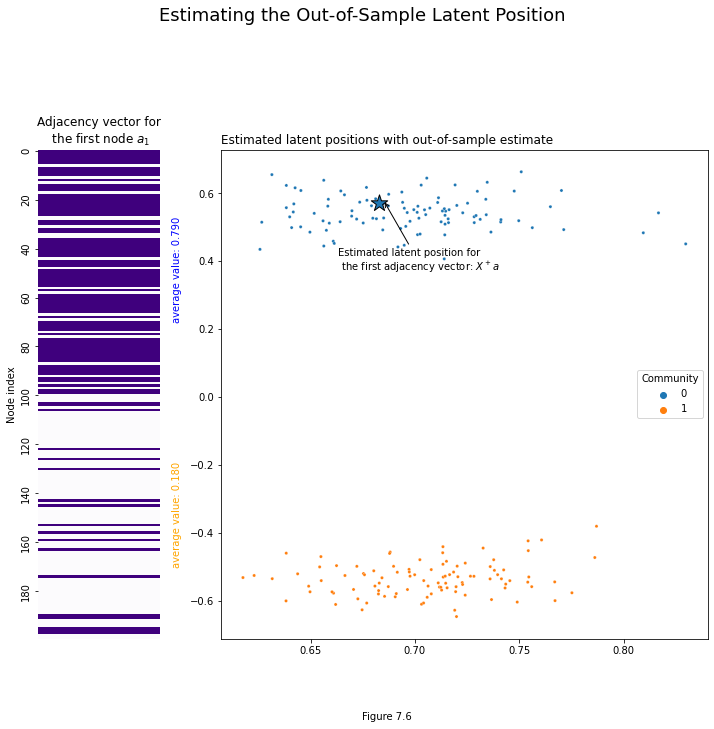 Estimating the Out-of-Sample Latent Position
Adjacency vector for
the first node a₁
Node index
0
20
40
60
80
100
120
140
160
180
average value: 0.790
average value: 0.180
Estimated latent positions with out-of-sample estimate
0.6
0.4
0.2
0.0
−0.2
−0.4
−0.6
Estimated latent position for
the first adjacency vector: X⁺a
Community
0
1
0.65 0.70 0.75 0.80
Figure 7.6